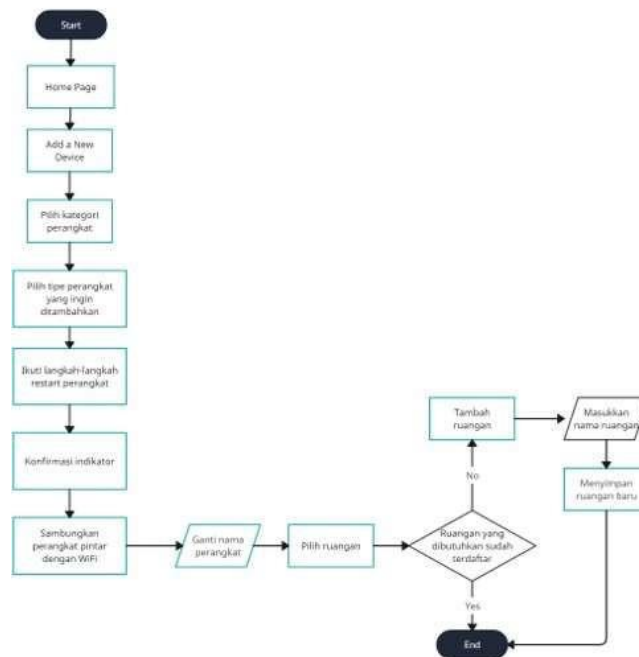 Start
Home Page
Add a New
Device
Pilih kategori
perangkat
Pilih tipe perangkat
yang ingin
ditambahkan
Ikuti langkah-langkah
restart perangkat
Konfirmasi indikator
Sambungkan
perangkat pintar
dengan WiFi
Ganti nama
perangkat
Pilih ruangan
Ruangan yang
dibutuhkan sudah
terdaftar
No
Tambah
ruangan
Masukkan
nama ruangan
Menyimpan
ruangan baru
Yes
End